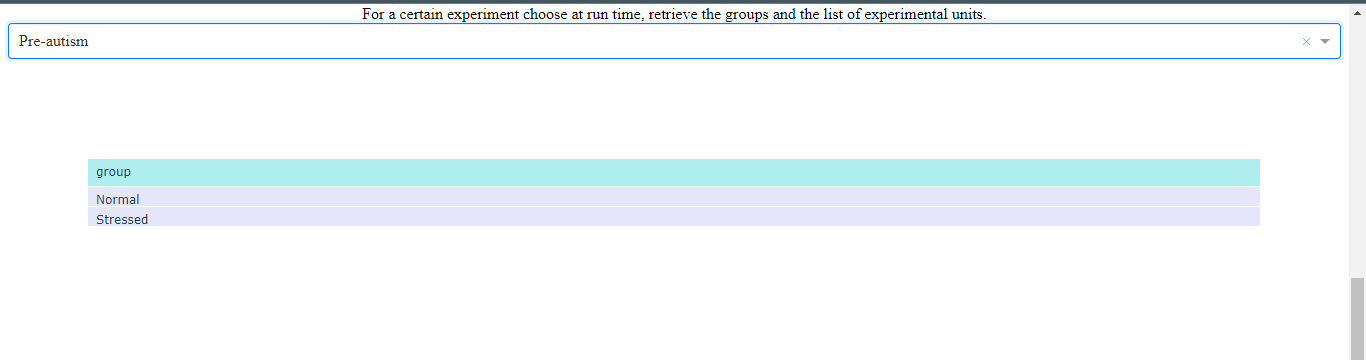 For a certain experiment choose at run time, retrieve the groups and the list of experimental units.
Pre-autism
group
Normal
Stressed